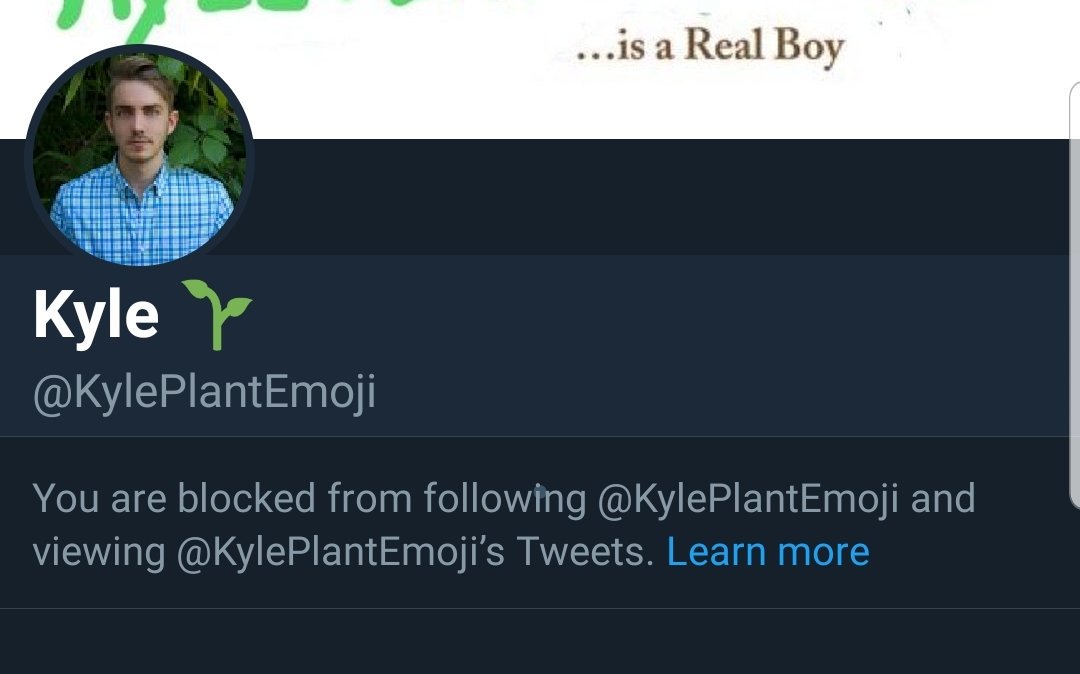 ...is a Real Boy
Kyle 🌱
@KylePlantEmoji
You are blocked from following @KylePlantEmoji and
viewing @KylePlantEmoji’s Tweets. Learn more